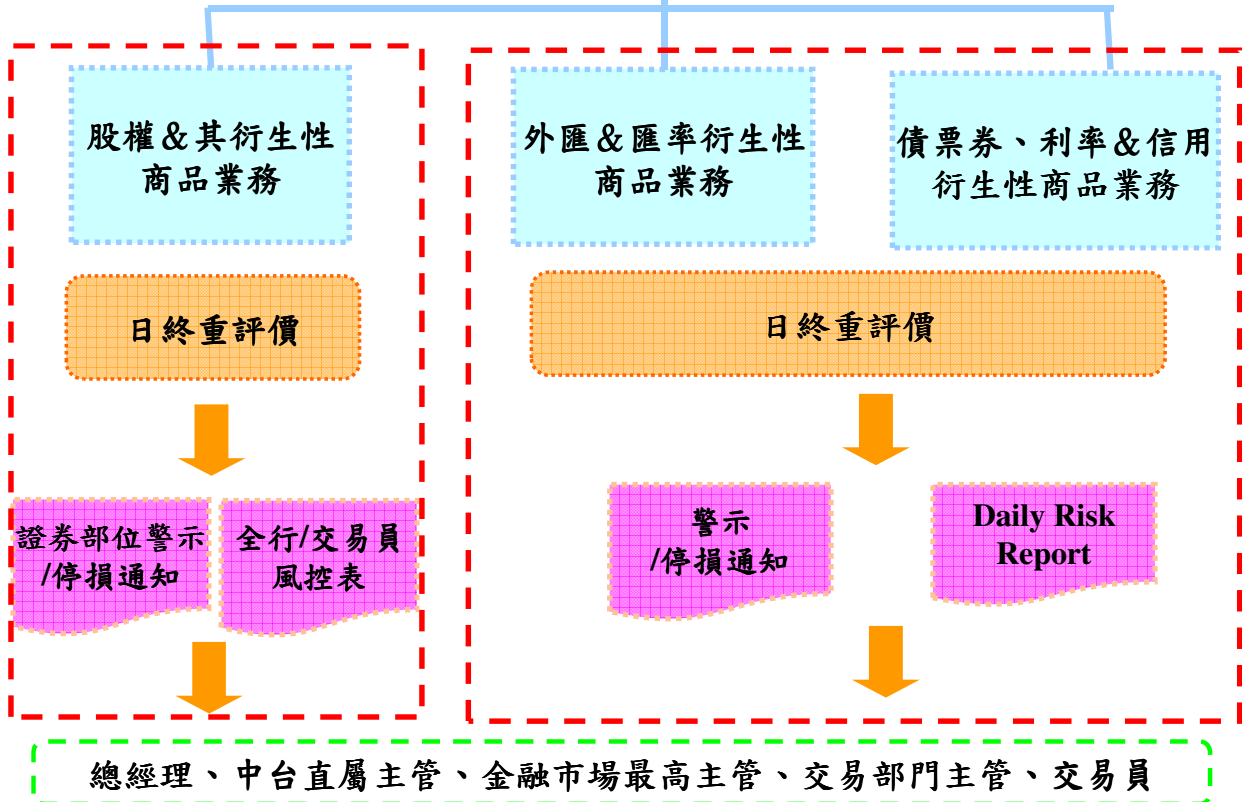 股權＆其衍生性
商品業務
外匯＆匯率衍生性
商品業務
債票券、利率＆信用
衍生性商品業務
日終重評價
日終重評價
證券部位警示
/停損通知
全行/交易員
風控表
警示
/停損通知
Daily Risk
Report
總經理、中台直屬主管、金融市場最高主管、交易部門主管、交易員